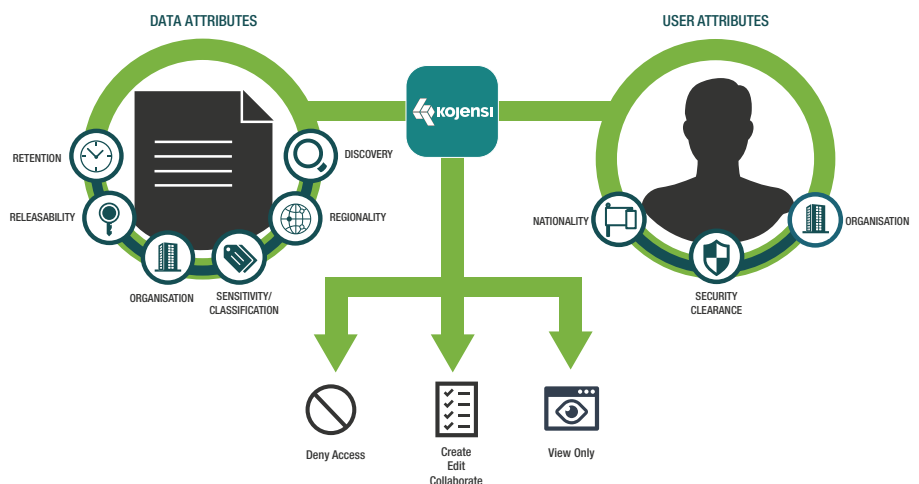 DATA ATTRIBUTES
USER ATTRIBUTES
KOJENSI
RETENTION
DISCOVERY
RELEASABILITY
REGIONALITY
NATIONALITY
ORGANISATION
ORGANISATION
SENSITIVITY/
CLASSIFICATION
SECURITY
CLEARANCE
Deny Access
Create
Edit
Collaborate
View Only